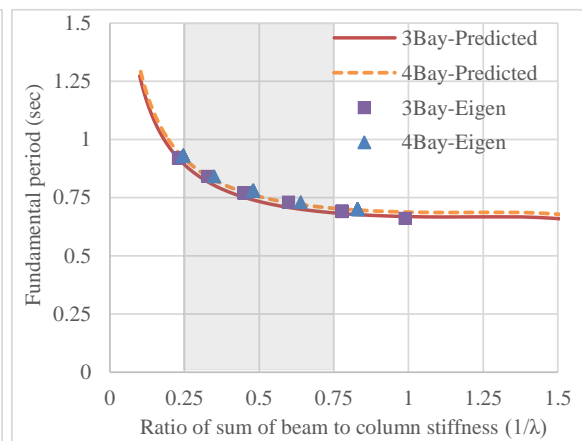 1.5
1.25
1
0.75
0.5
0.25
0
Fundamental period (sec)
3Bay-Predicted
4Bay-Predicted
3Bay-Eigen
4Bay-Eigen
0 0.25 0.5 0.75 1 1.25 1.5
Ratio of sum of beam to column stiffness (1/λ)